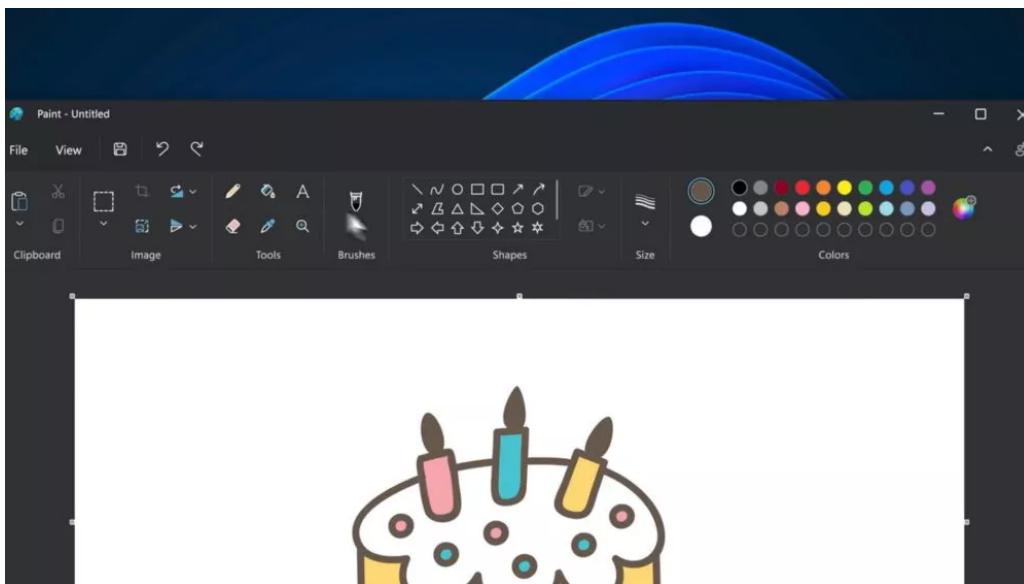 Paint - Untitled
File View
A
Clipboard Image Tools Brushes Shapes Size Colors